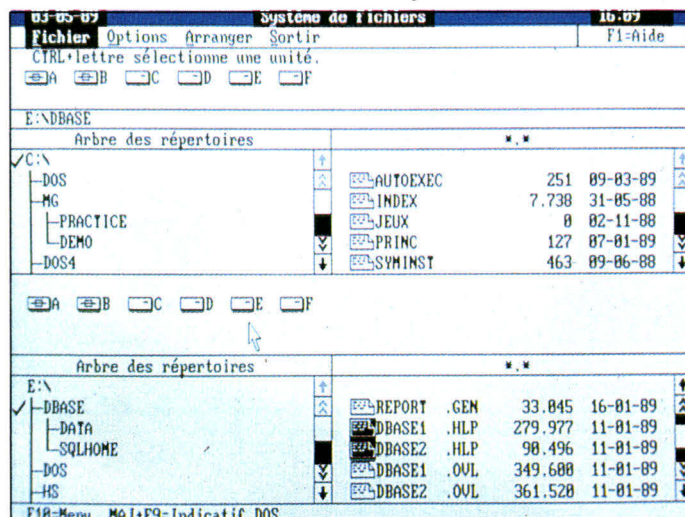 03-05-89 Système de Fichiers 16:09
Fichier Options Arranger Sortir F1=Aide
CTRL+lettre sélectionne une unité.
A B C D E F
E:\DBASE
Arbre des répertoires *.*
C:\
DOS AUTOEXEC 251 09-03-89
MG INDEX 7.738 31-05-88
PRACTICE JEUX 0 02-11-88
DEMO PRINC 127 07-01-89
DOS4 SYMINST 463 09-06-88
A B C D E F
Arbre des répertoires *.*
E:\
DBASE REPORT .GEN 33.045 16-01-89
DATA DBASE1 .HLP 279.977 11-01-89
SQLHOME DBASE2 .HLP 90.496 11-01-89
DOS DBASE1 .OVL 349.600 11-01-89
HS DBASE2 .OVL 361.520 11-01-89
F10=Menu MAJ+F9=Indicatif DOS